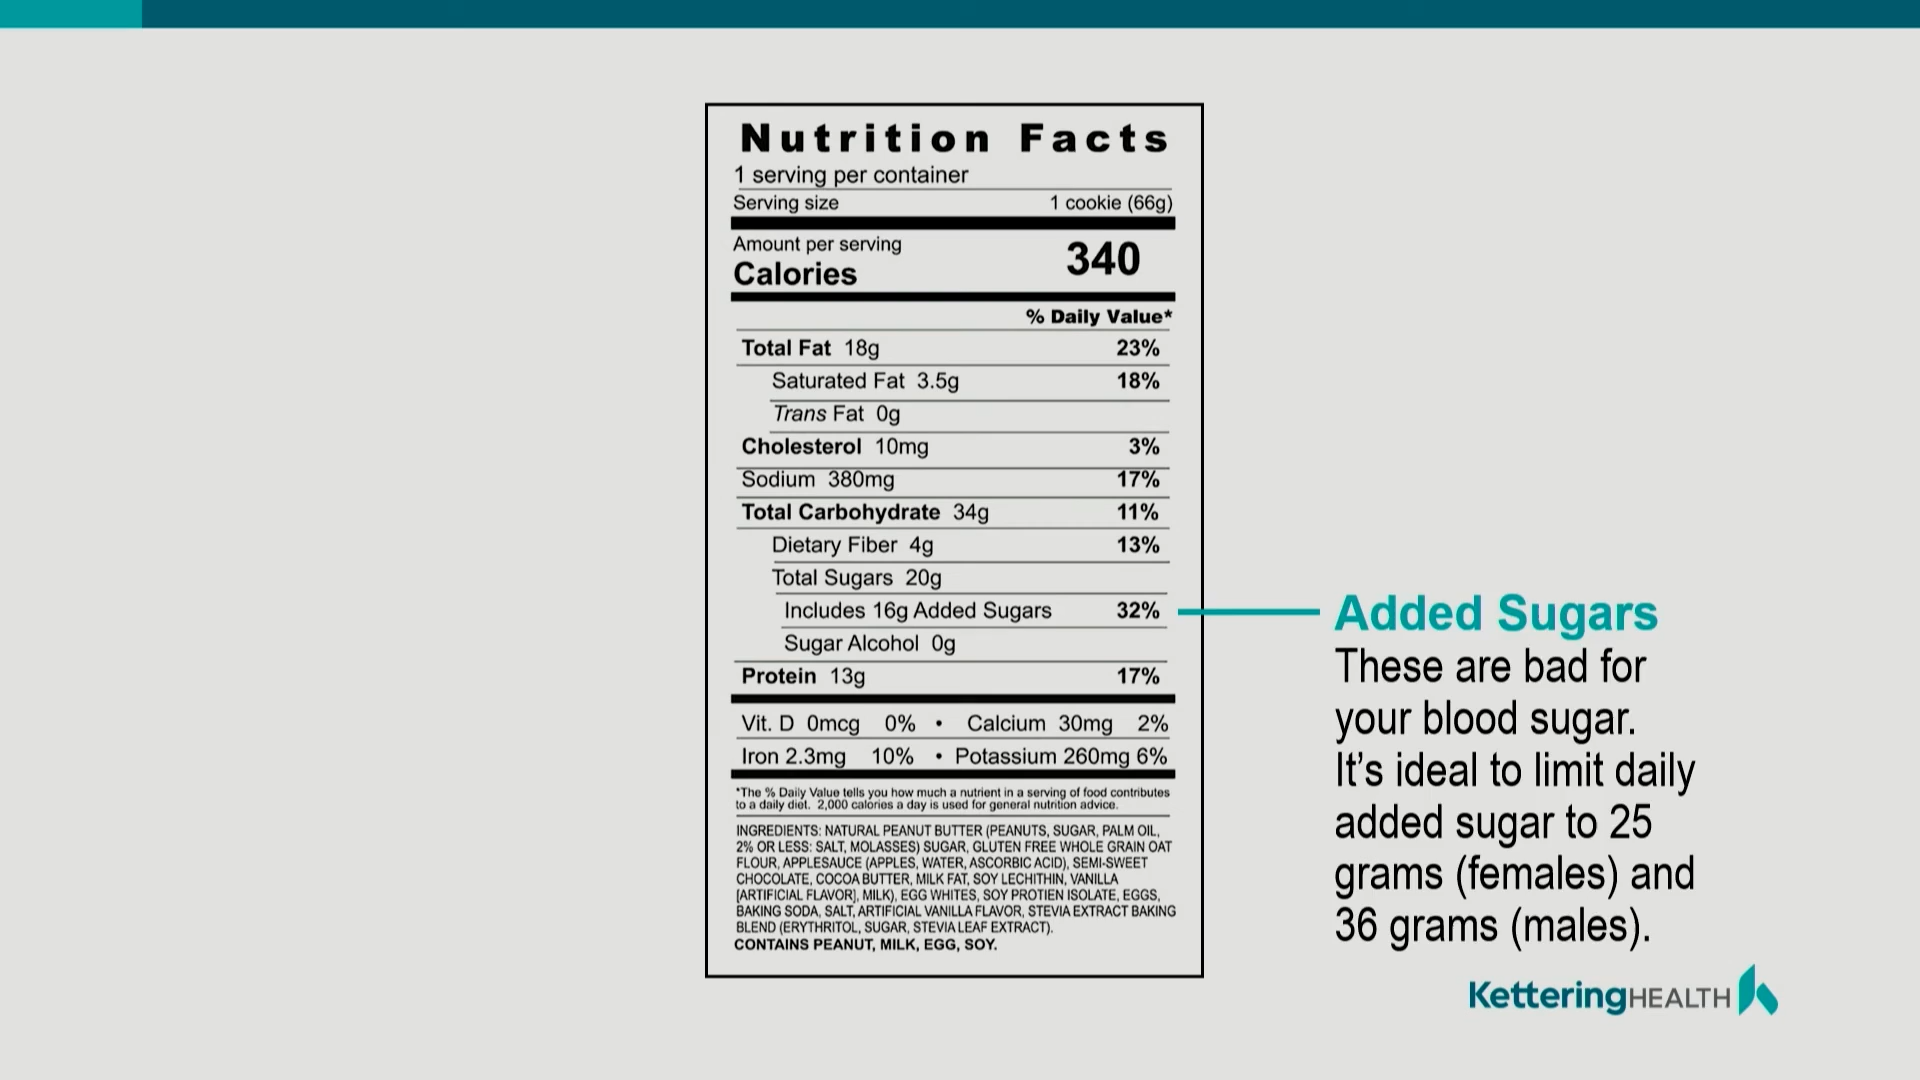 Nutrition Facts
1 serving per container
Serving size 1 cookie (66g)
Amount per serving
Calories 340
% Daily Value*
Total Fat 18g 23%
Saturated Fat 3.5g 18%
Trans Fat 0g
Cholesterol 10mg 3%
Sodium 380mg 17%
Total Carbohydrate 34g 11%
Dietary Fiber 4g 13%
Total Sugars 20g
Includes 16g Added Sugars 32%
Sugar Alcohol 0g
Protein 13g 17%
Vit. D 0mcg 0% • Calcium 30mg 2%
Iron 2.3mg 10% • Potassium 260mg 6%
*The % Daily Value tells you how much a nutrient in a serving of food contributes
to a daily diet. 2,000 calories a day is used for general nutrition advice.
INGREDIENTS: NATURAL PEANUT BUTTER (PEANUTS, SUGAR, PALM OIL,
2% OR LESS: SALT, MOLASSES) SUGAR, GLUTEN FREE WHOLE GRAIN OAT
FLOUR, APPLESAUCE (APPLES, WATER, ASCORBIC ACID), SEMI-SWEET
CHOCOLATE, COCOA BUTTER, MILK FAT, SOY LECHITHIN, VANILLA
[ARTIFICIAL FLAVOR], MILK), EGG WHITES, SOY PROTIEN ISOLATE, EGGS,
BAKING SODA, SALT, ARTIFICIAL VANILLA FLAVOR, STEVIA EXTRACT BAKING
BLEND (ERYTHRITOL, SUGAR, STEVIA LEAF EXTRACT).
CONTAINS PEANUT, MILK, EGG, SOY.
Added Sugars
These are bad for
your blood sugar.
It's ideal to limit daily
added sugar to 25
grams (females) and
36 grams (males).
Kettering HEALTH